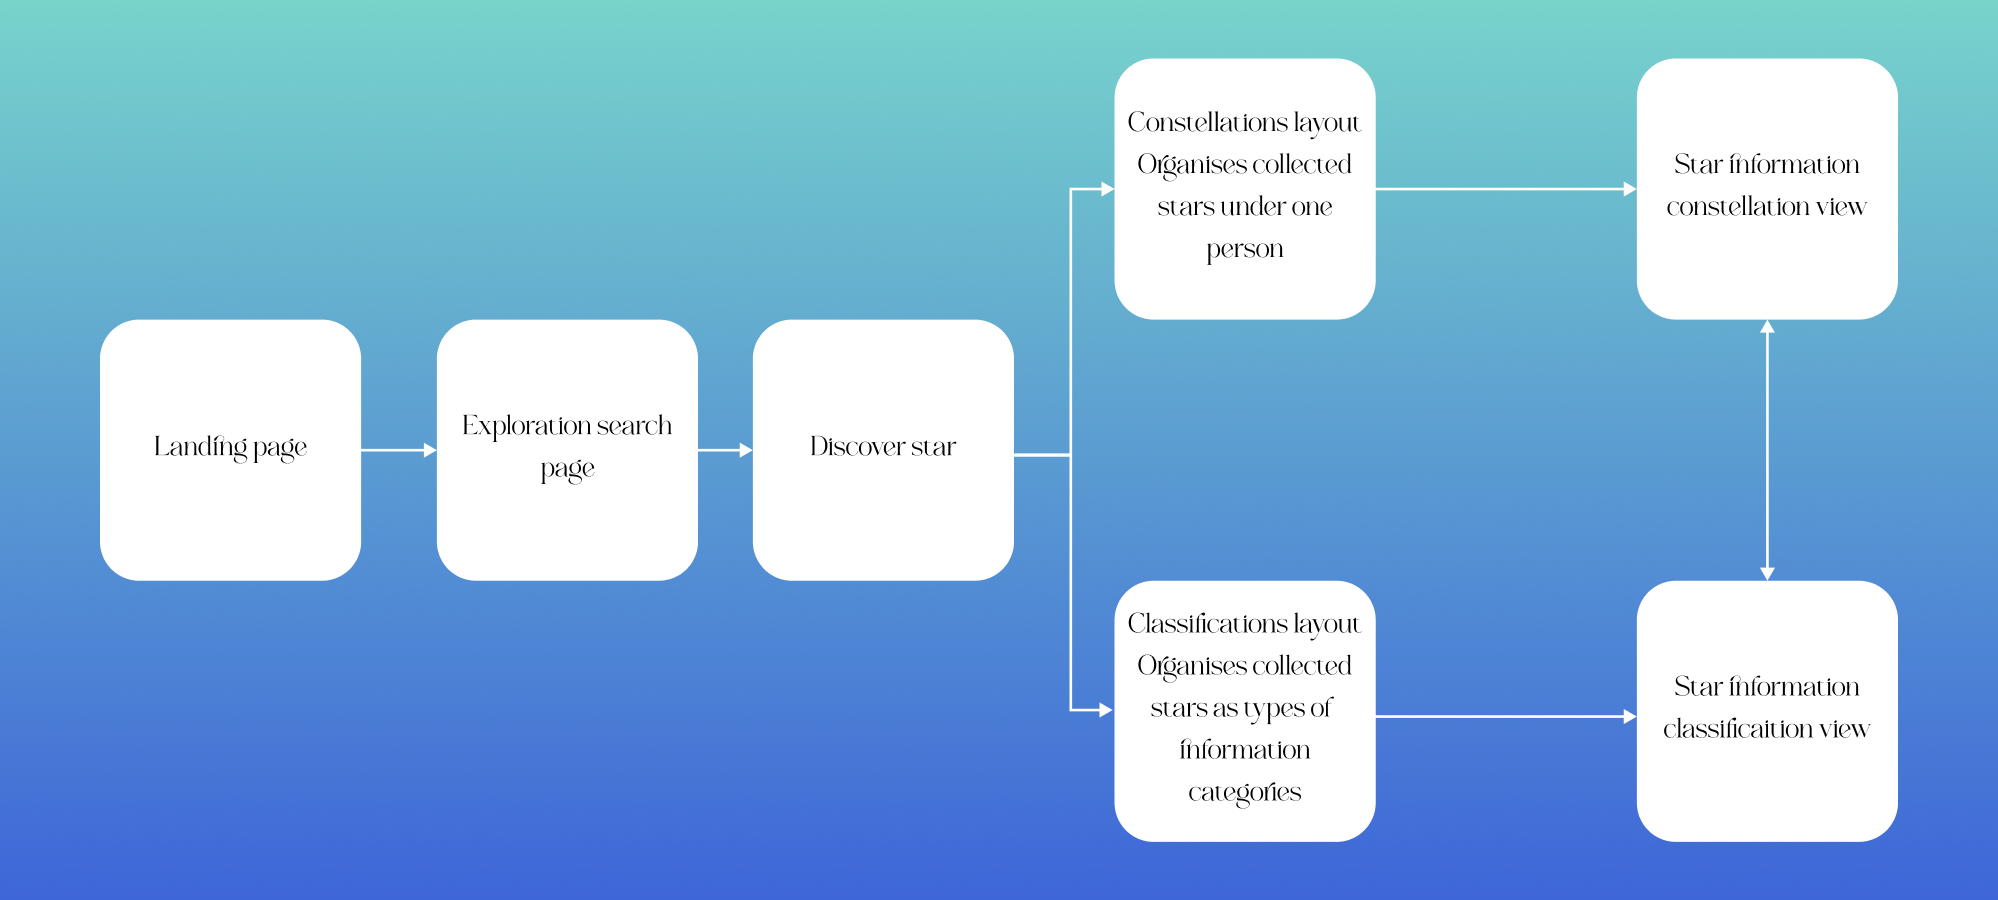 Landing page
Exploration search
page
Discover star
Constellations layout
Organises collected
stars under one
person
Star information
constellation view
Classifications layout
Organises collected
stars as types of
information
categories
Star information
classificaition view